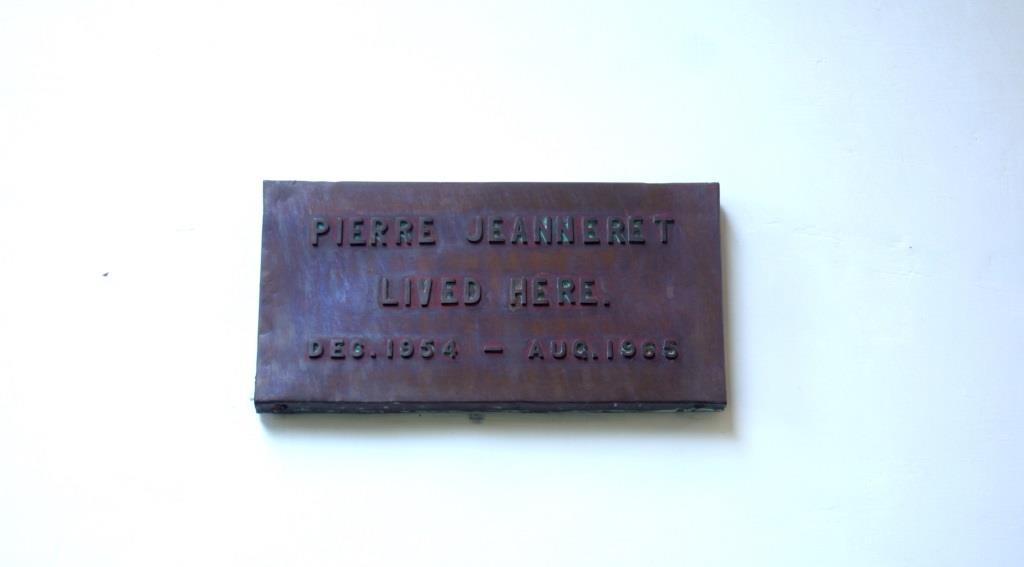 PIERRE JEANNERET
LIVED HERE.
DEC.1954 — AUG.1965